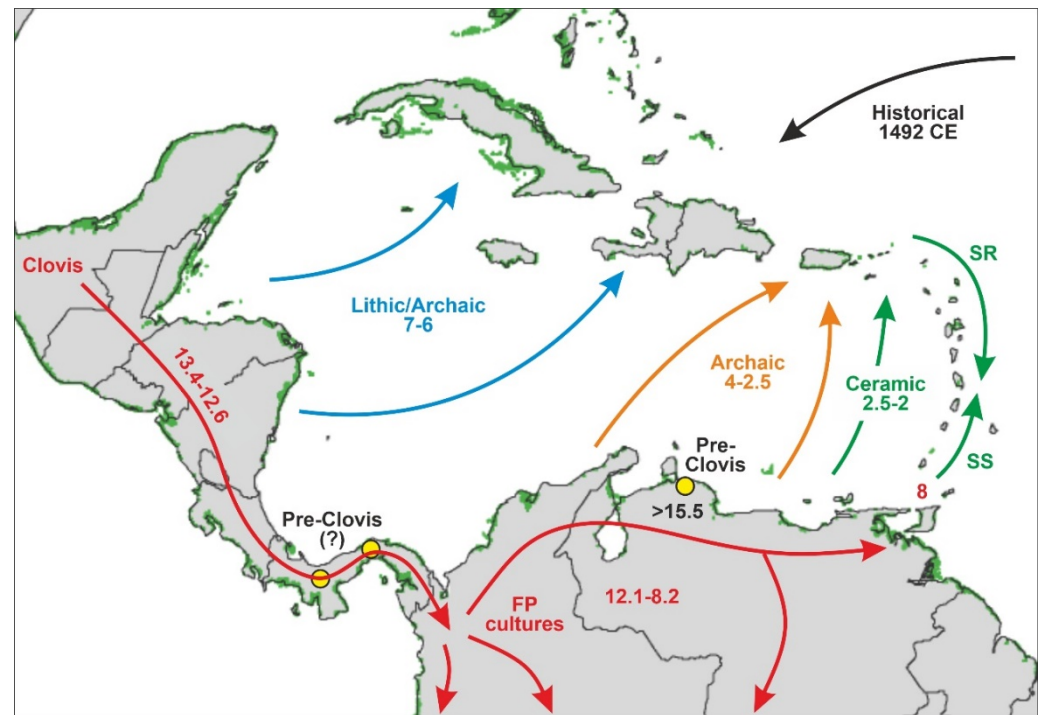 Historical
1492 CE
Clovis
SR
Lithic/Archaic
7-6
13.4-12.6
Archaic
4-2.5
Ceramic
2.5-2
Pre-
Clovis
SS
8
>15.5
Pre-Clovis
(?)
FP
cultures
12.1-8.2